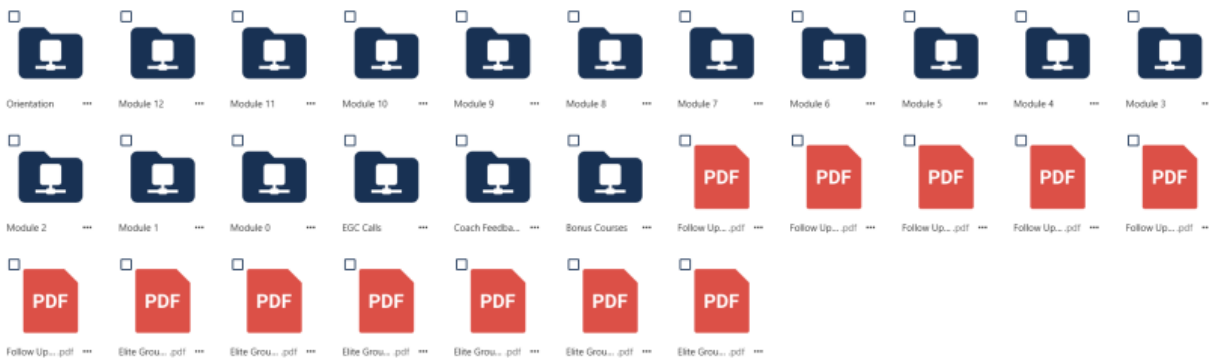 Orientation ... Module 12 ... Module 11 ... Module 10 ... Module 9 ... Module 8 ... Module 7 ... Module 6 ... Module 5 ... Module 4 ... Module 3 ..
PDF PDF PDF PDF PDF
Module 2 ... Module 1 ... Module 0 ... EGC Calls ... Coach Feedba... ... Bonus Courses ... Follow Up... .pdf ... Follow Up... .pdf ... Follow Up... .pdf ... Follow Up... .pdf ... Follow Up... .pdf ..
PDF PDF PDF PDF PDF PDF PDF
Follow Up... .pdf ... Elite Grou... .pdf ... Elite Grou... .pdf ... Elite Grou... .pdf ... Elite Grou... .pdf ... Elite Grou... .pdf ... Elite Grou... .pdf ...